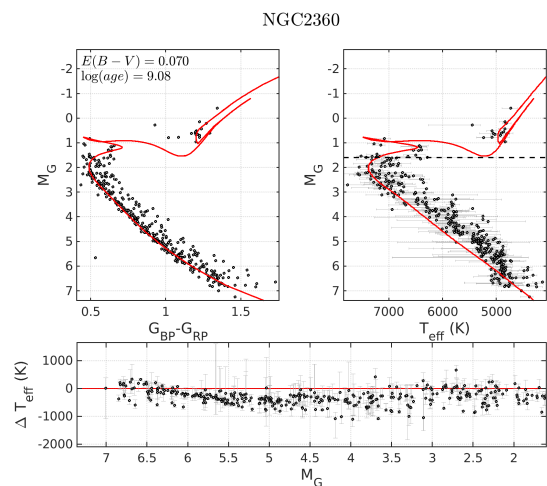 NGC2360
E(B − V) = 0.070
log(age) = 9.08
-2
-1
0
1
2
3
4
5
6
7
M_G
0.5 1 1.5
G_BP-G_RP
-2
-1
0
1
2
3
4
5
6
7
M_G
7000 6000 5000
T_eff (K)
1000
0
-1000
-2000
Δ T_eff (K)
7 6.5 6 5.5 5 4.5 4 3.5 3 2.5 2
M_G